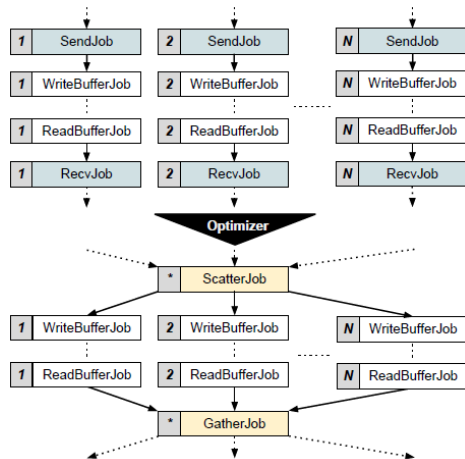 1 SendJob 2 SendJob N SendJob
1 WriteBufferJob 2 WriteBufferJob N WriteBufferJob
1 ReadBufferJob 2 ReadBufferJob N ReadBufferJob
1 RecvJob 2 RecvJob N RecvJob
Optimizer
* ScatterJob
1 WriteBufferJob 2 WriteBufferJob N WriteBufferJob
1 ReadBufferJob 2 ReadBufferJob N ReadBufferJob
* GatherJob